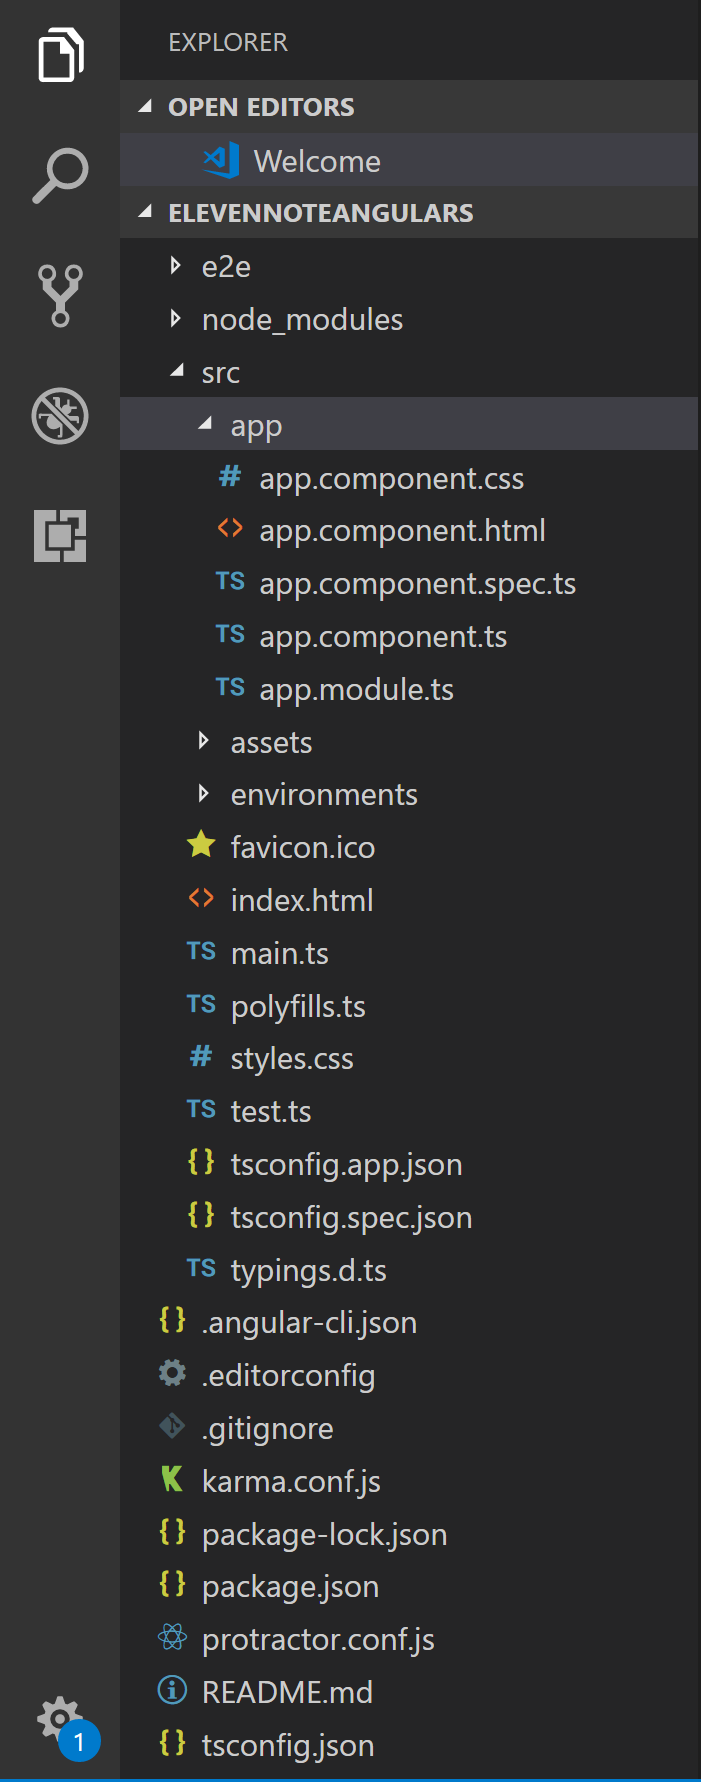 EXPLORER
OPEN EDITORS
Welcome
ELEVENNOTEANGULARS
e2e
node_modules
src
app
# app.component.css
<> app.component.html
TS app.component.spec.ts
TS app.component.ts
TS app.module.ts
assets
environments
favicon.ico
<> index.html
TS main.ts
TS polyfills.ts
# styles.css
TS test.ts
{} tsconfig.app.json
{} tsconfig.spec.json
TS typings.d.ts
{} .angular-cli.json
.editorconfig
.gitignore
karma.conf.js
{} package-lock.json
{} package.json
protractor.conf.js
README.md
1
{} tsconfig.json